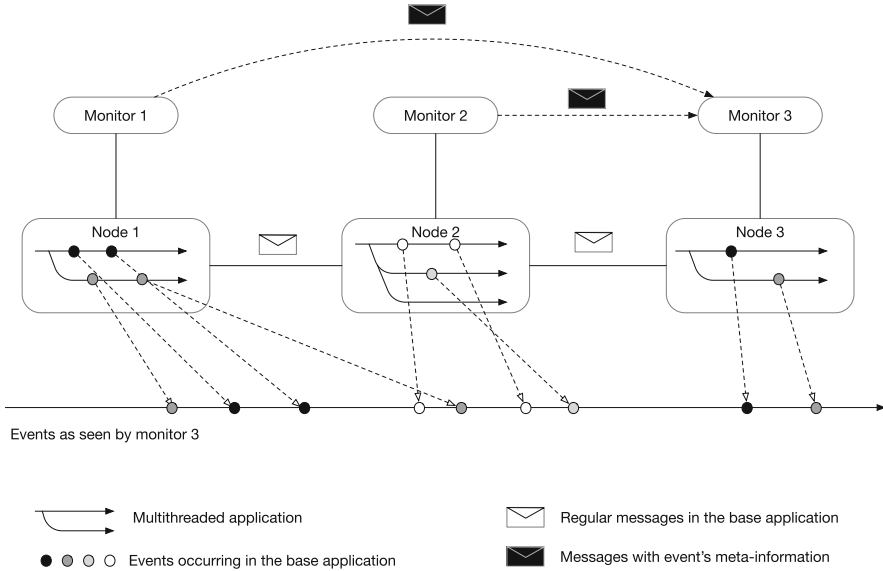 Monitor 1
Monitor 2
Monitor 3
Node 1
Node 2
Node 3
Events as seen by monitor 3
Multithreaded application
Regular messages in the base application
Events occurring in the base application
Messages with event's meta-information